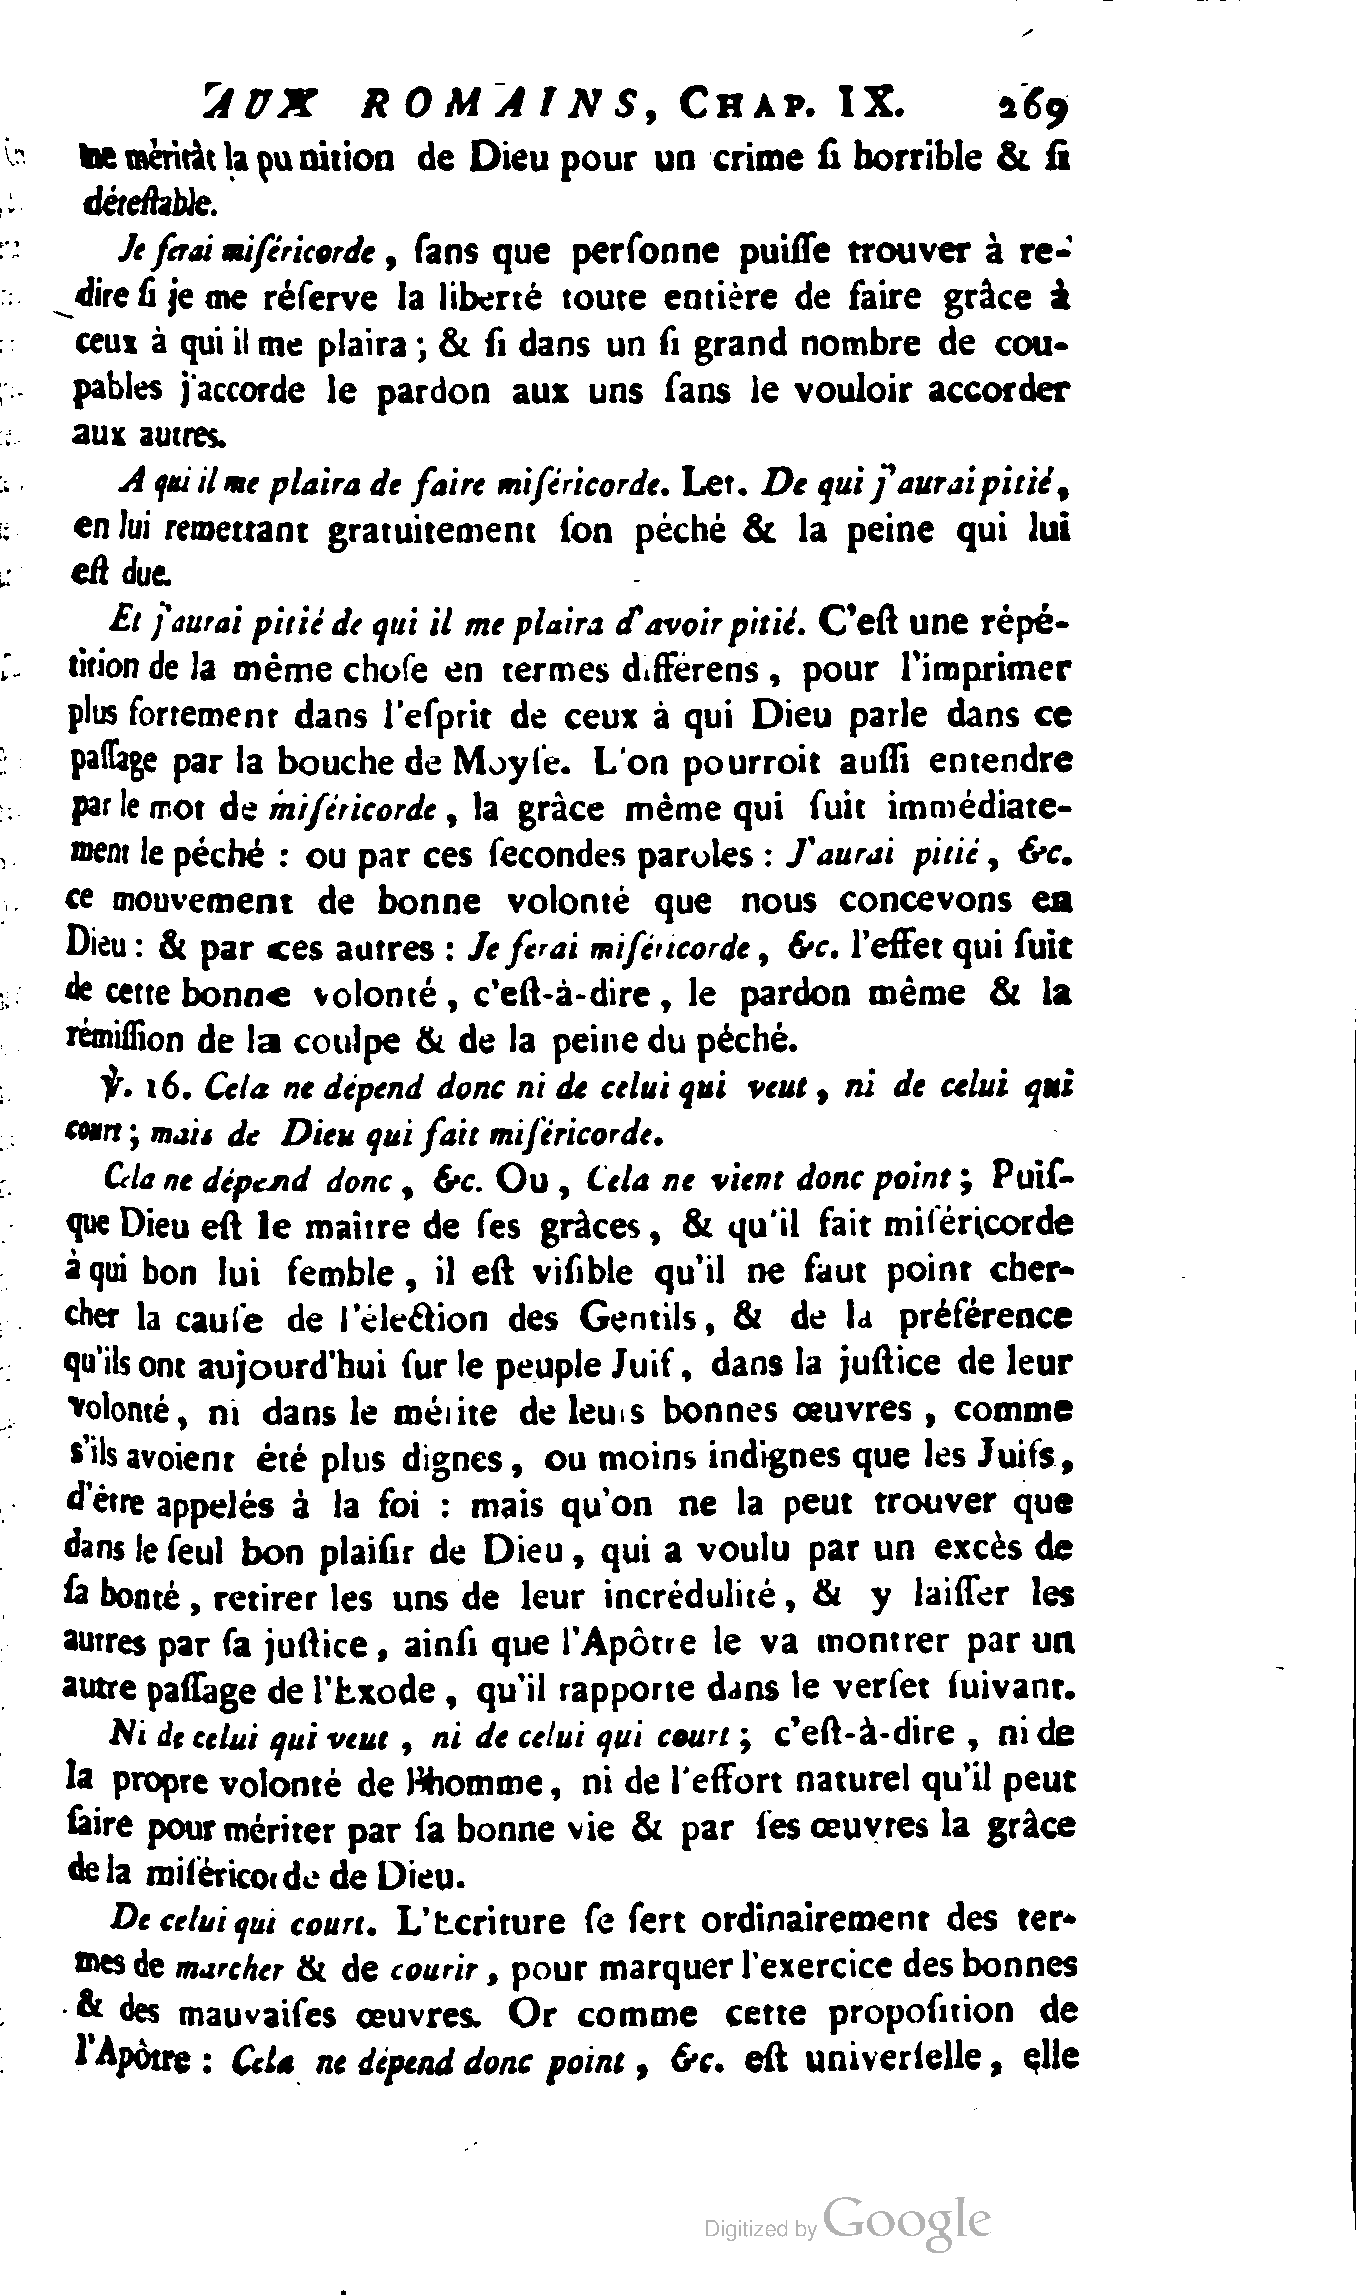 AUX ROMAINS, CHAP. IX. 269
ne méritât la punition de Dieu pour un crime ſi horrible & ſi
déteſtable.
Je ferai miſéricorde, ſans que perſonne puiſſe trouver à re-
dire ſi je me réſerve la liberté toute entière de faire grâce à
ceux à qui il me plaira; & ſi dans un ſi grand nombre de cou-
pables j'accorde le pardon aux uns ſans le vouloir accorder
aux autres.
A qui il me plaira de faire miſéricorde. Let. De qui j'aurai pitié,
en lui remettant gratuitement ſon péché & la peine qui lui
eſt due.
Et j'aurai pitié de qui il me plaira d'avoir pitié. C'eſt une répé-
tition de la même choſe en termes différens, pour l'imprimer
plus fortement dans l'eſprit de ceux à qui Dieu parle dans ce
paſſage par la bouche de Moyſe. L'on pourroit auſſi entendre
par le mot de miſéricorde, la grâce même qui ſuit immédiate-
ment le péché : ou par ces ſecondes paroles : J'aurai pitié, &c.
ce mouvement de bonne volonté que nous concevons en
Dieu : & par ces autres : Je ferai miſéricorde, &c. l'effet qui ſuit
de cette bonne volonté, c'eſt-à-dire, le pardon même & la
rémiſſion de la coulpe & de la peine du péché.
℣. 16. Cela ne dépend donc ni de celui qui veut, ni de celui qui
court; mais de Dieu qui fait miſéricorde.
Cela ne dépend donc, &c. Ou, Cela ne vient donc point; Puiſ-
que Dieu eſt le maître de ſes grâces, & qu'il fait miſéricorde
à qui bon lui ſemble, il eſt viſible qu'il ne faut point cher-
cher la cauſe de l'élection des Gentils, & de la préférence
qu'ils ont aujourd'hui ſur le peuple Juif, dans la juſtice de leur
volonté, ni dans le mérite de leurs bonnes œuvres, comme
s'ils avoient été plus dignes, ou moins indignes que les Juifs,
d'être appelés à la foi : mais qu'on ne la peut trouver que
dans le ſeul bon plaiſir de Dieu, qui a voulu par un excès de
ſa bonté, retirer les uns de leur incrédulité, & y laiſſer les
autres par ſa juſtice, ainſi que l'Apôtre le va montrer par un
autre paſſage de l'Exode, qu'il rapporte dans le verſet ſuivant.
Ni de celui qui veut, ni de celui qui court; c'eſt-à-dire, ni de
la propre volonté de l'homme, ni de l'effort naturel qu'il peut
faire pour mériter par ſa bonne vie & par ſes œuvres la grâce
de la miſéricorde de Dieu.
De celui qui court. L'Ecriture ſe ſert ordinairement des ter-
mes de marcher & de courir, pour marquer l'exercice des bonnes
& des mauvaiſes œuvres. Or comme cette propoſition de
l'Apôtre : Cela ne dépend donc point, &c. eſt univerſelle, elle
Digitized by Google